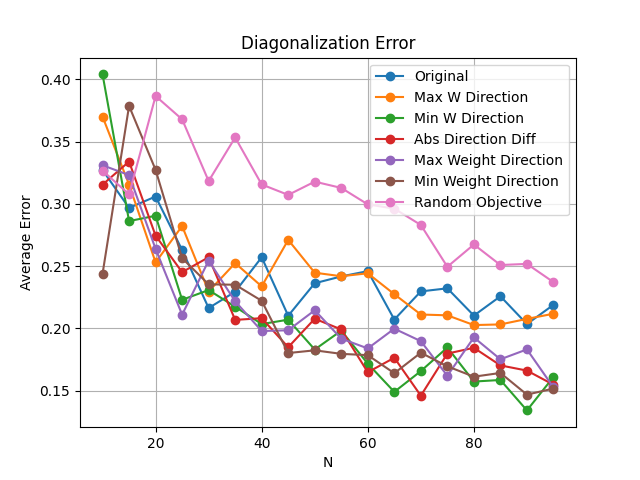 Diagonalization Error
Original
Max W Direction
Min W Direction
Abs Direction Diff
Max Weight Direction
Min Weight Direction
Random Objective
Average Error
0.40
0.35
0.30
0.25
0.20
0.15
20
40
60
80
N